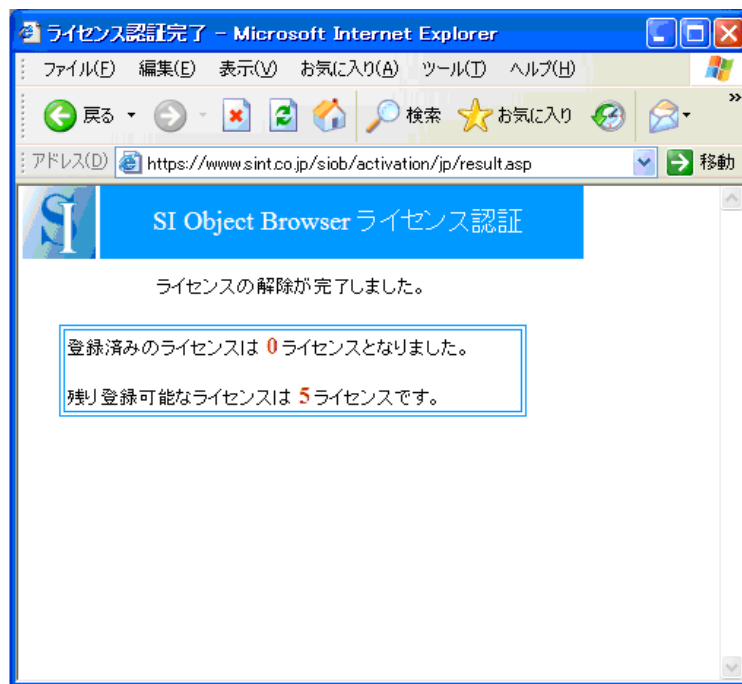 ライセンス認証完了 - Microsoft Internet Explorer
ファイル(F) 編集(E) 表示(V) お気に入り(A) ツール(T) ヘルプ(H)
戻る 検索 お気に入り »
アドレス(D) https://www.sint.co.jp/siob/activation/jp/result.asp 移動
SI
SI Object Browser ライセンス認証
ライセンスの解除が完了しました。
登録済みのライセンスは 0 ライセンスとなりました。
残り登録可能なライセンスは 5 ライセンスです。